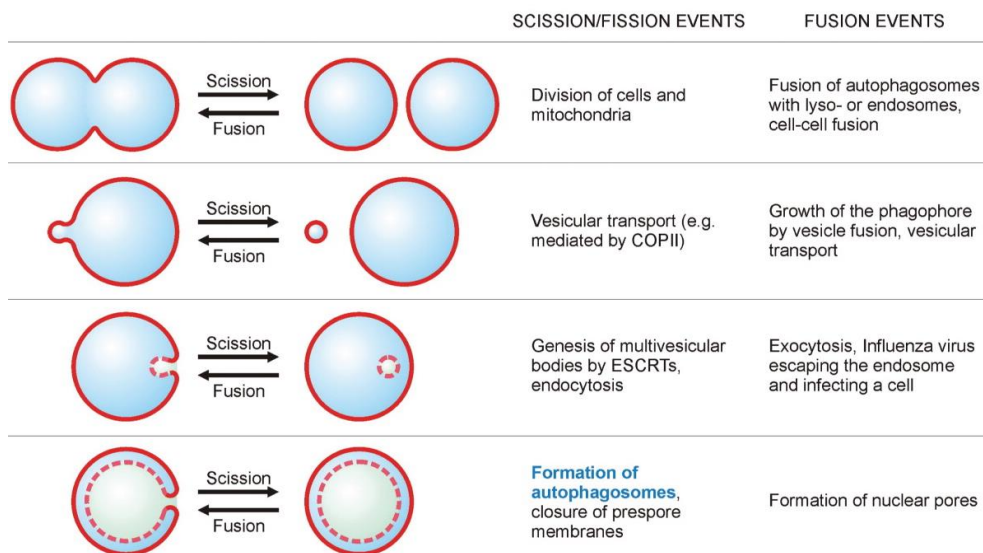 SCISSION/FISSION EVENTS
FUSION EVENTS
Scission
Fusion
Division of cells and
mitochondria
Fusion of autophagosomes
with lyso- or endosomes,
cell-cell fusion
Scission
Fusion
Vesicular transport (e.g.
mediated by COPII)
Growth of the phagophore
by vesicle fusion, vesicular
transport
Scission
Fusion
Genesis of multivesicular
bodies by ESCRTs,
endocytosis
Exocytosis, Influenza virus
escaping the endosome
and infecting a cell
Scission
Fusion
Formation of
autophagosomes,
closure of prespore
membranes
Formation of nuclear pores